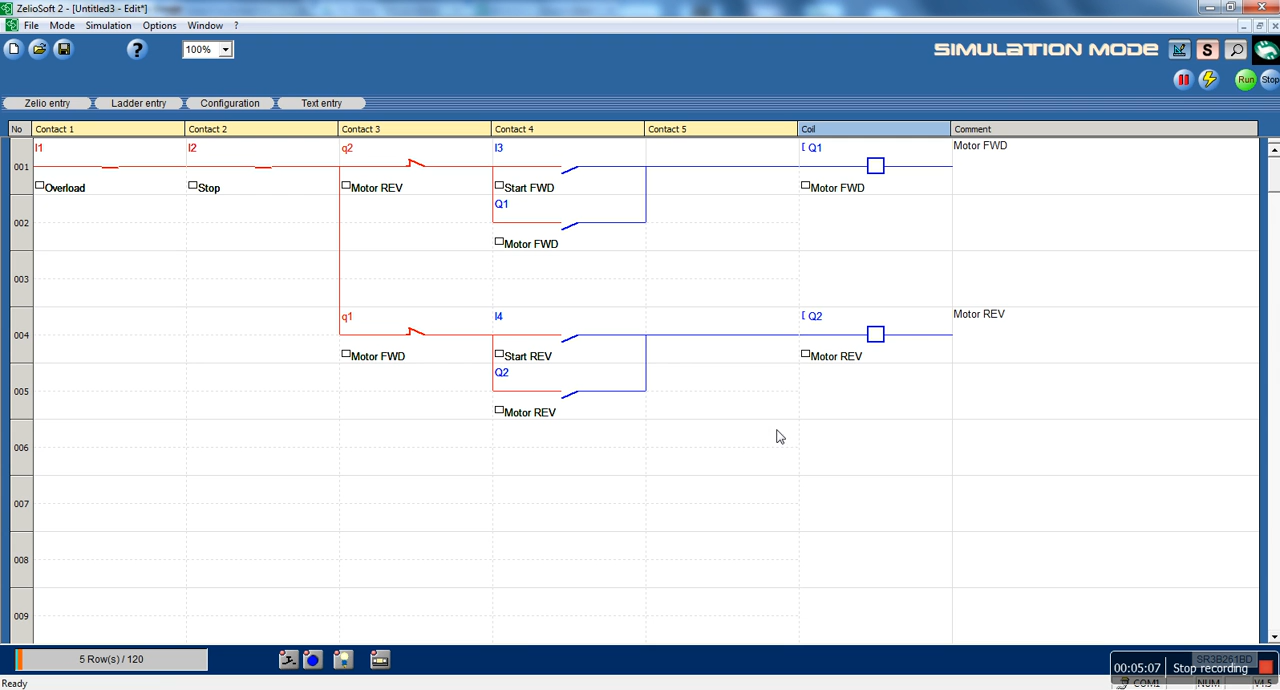 ZelioSoft 2 - [Untitled3 - Edit*]
File Mode Simulation Options Window ?
100% SIMULATION MODE S
Run Stop
Zelio entry Ladder entry Configuration Text entry
No Contact 1 Contact 2 Contact 3 Contact 4 Contact 5 Coil Comment
I1 I2 q2 I3 [ Q1 Motor FWD
001
Overload Stop Motor REV Start FWD Motor FWD
Q1
002
Motor FWD
003
q1 I4 [ Q2 Motor REV
004
Motor FWD Start REV Motor REV
Q2
005
Motor REV
006
007
008
009
5 Row(s) / 120 SR3B261BD
00:05:07 Stop recording
Ready COM1 NUM V4.5